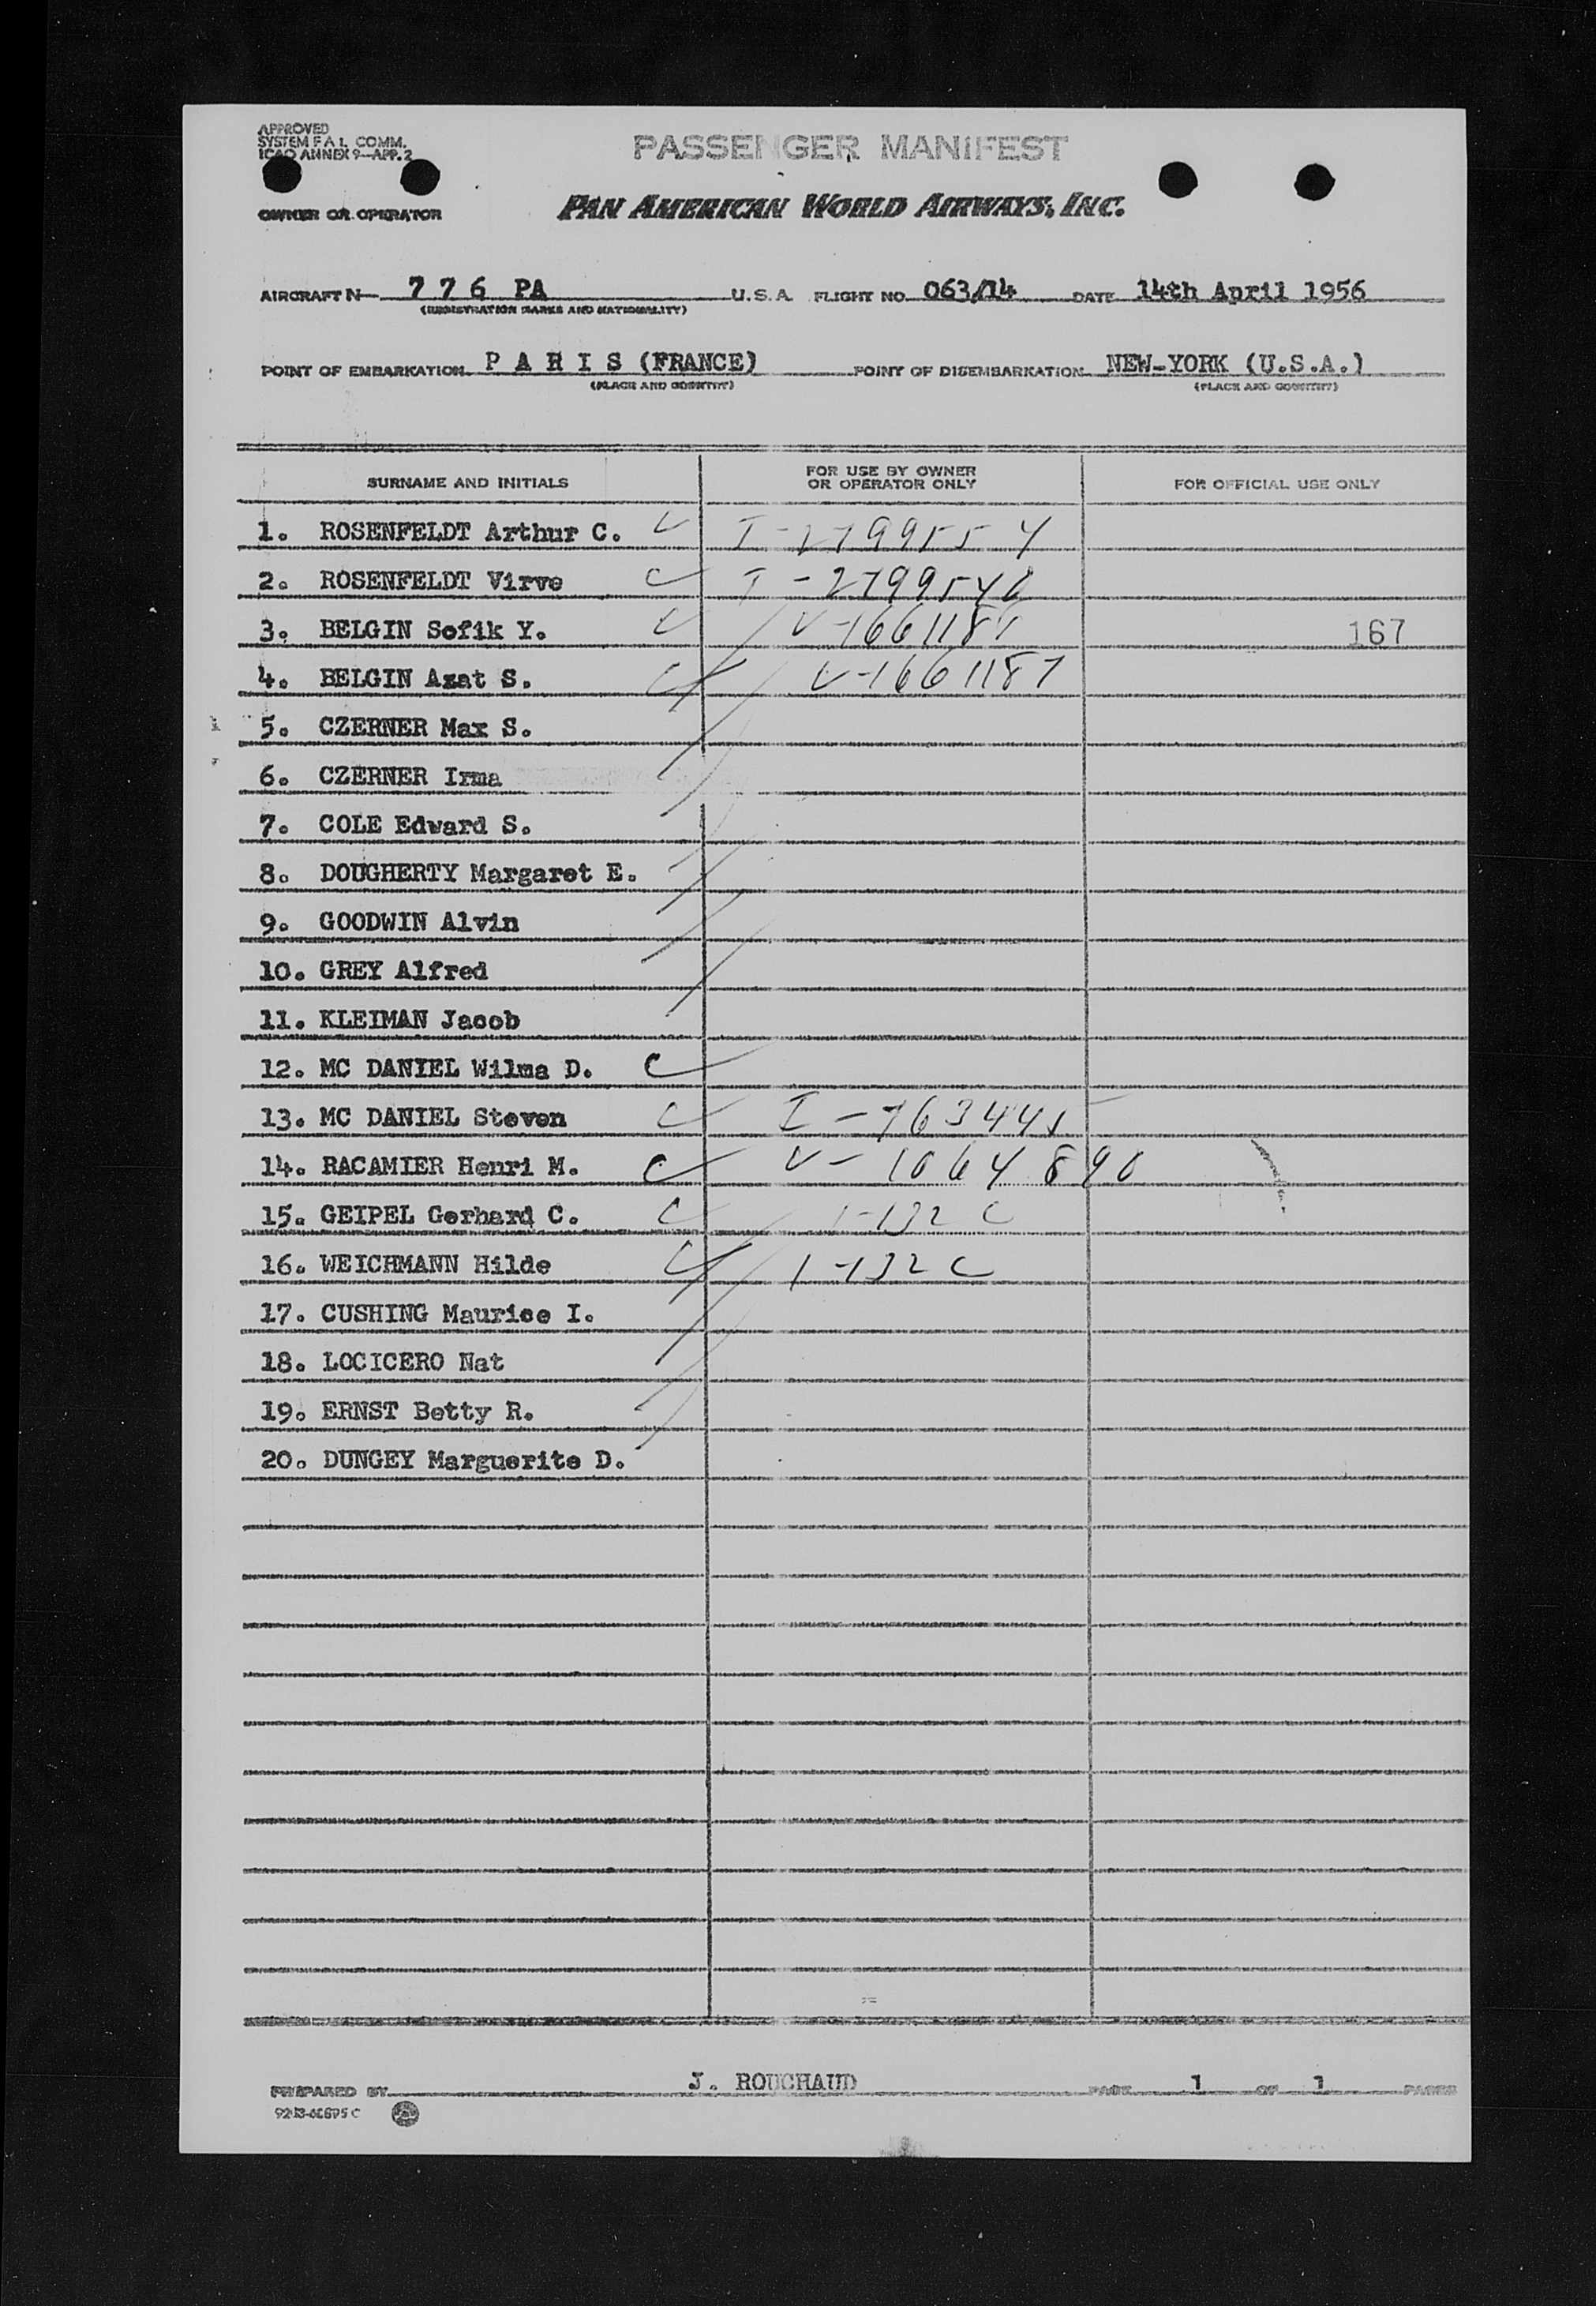 APPROVED
SYSTEM F A L COMM.
ICAO ANNEX 9—APP. 2
PASSENGER MANIFEST
OWNER OR OPERATOR PAN AMERICAN WORLD AIRWAYS, INC.
AIRCRAFT N— 7 7 6 PA U.S.A. FLIGHT NO. 063/14 DATE 14th April 1956
(REGISTRATION MARKS AND NATIONALITY)
POINT OF EMBARKATION P A R I S (FRANCE) POINT OF DISEMBARKATION NEW-YORK (U.S.A.)
(PLACE AND COUNTRY) (PLACE AND COUNTRY)
SURNAME AND INITIALS FOR USE BY OWNER OR OPERATOR ONLY FOR OFFICIAL USE ONLY
1. ROSENFELDT Arthur C.
2. ROSENFELDT Virve
3. BELGIN Sefik Y. 167
4. BELGIN Azat S. V-1661187
5. CZERNER Max S.
6. CZERNER Irma
7. COLE Edward S.
8. DOUGHERTY Margaret E.
9. GOODWIN Alvin
10. GREY Alfred
11. KLEIMAN Jacob
12. MC DANIEL Wilma D.
13. MC DANIEL Steven I-763445
14. RACAMIER Henri M. V-1064890
15. GEIPEL Gerhard C. I-132 C
16. WEICHMANN Hilde I-132 C
17. CUSHING Maurice I.
18. LOCICERO Nat
19. ERNST Betty R.
20. DUNGEY Marguerite D.
PREPARED BY J. ROUCHAUD PAGE 1 OF 1 PAGES